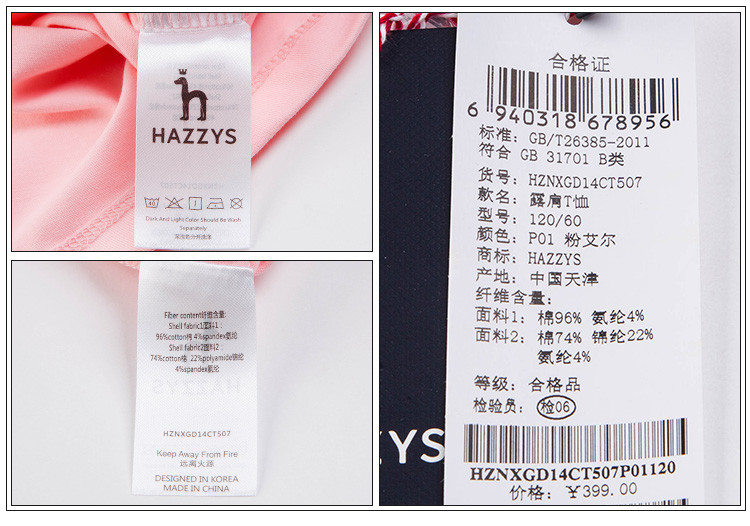 HAZZYS
40
Dark And Light Color Should Be Wash
Separately
深浅色分开洗涤
Fiber content纤维含量:
Shell fabric1面料1:
96%cotton棉 4%spandex氨纶
Shell fabric2面料2:
74%cotton棉 22%polyamide锦纶
4%spandex氨纶
HZNXGD14CT507
Keep Away From Fire
远离火源
DESIGNED IN KOREA
MADE IN CHINA
合格证
6 940318 678956
标准: GB/T26385-2011
符合 GB 31701 B类
货号: HZNXGD14CT507
款名: 露肩T恤
型号: 120/60
颜色: P01 粉艾尔
商标: HAZZYS
产地: 中国天津
纤维含量:
面料1: 棉96% 氨纶4%
面料2: 棉74% 锦纶22%
氨纶4%
等级: 合格品
检验员: 检06
HZNXGD14CT507P01120
价格: ¥399.00
YS